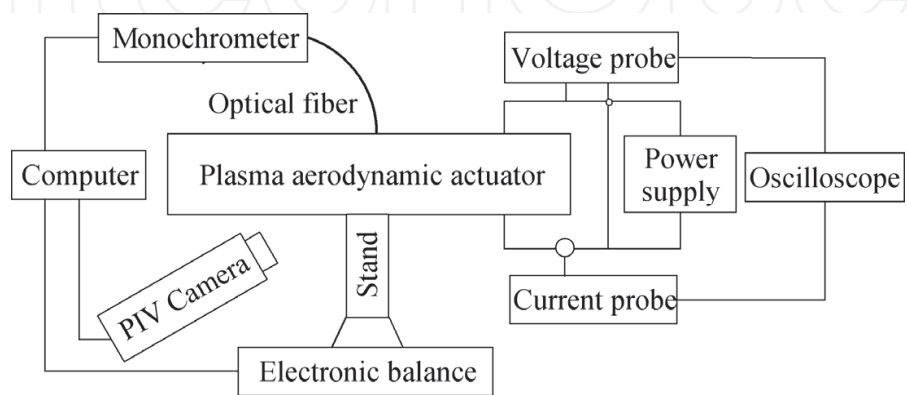 Monochrometer
Voltage probe
Optical fiber
Computer
Plasma aerodynamic actuator
Power
supply
Oscilloscope
PIV Camera
Stand
Current probe
Electronic balance